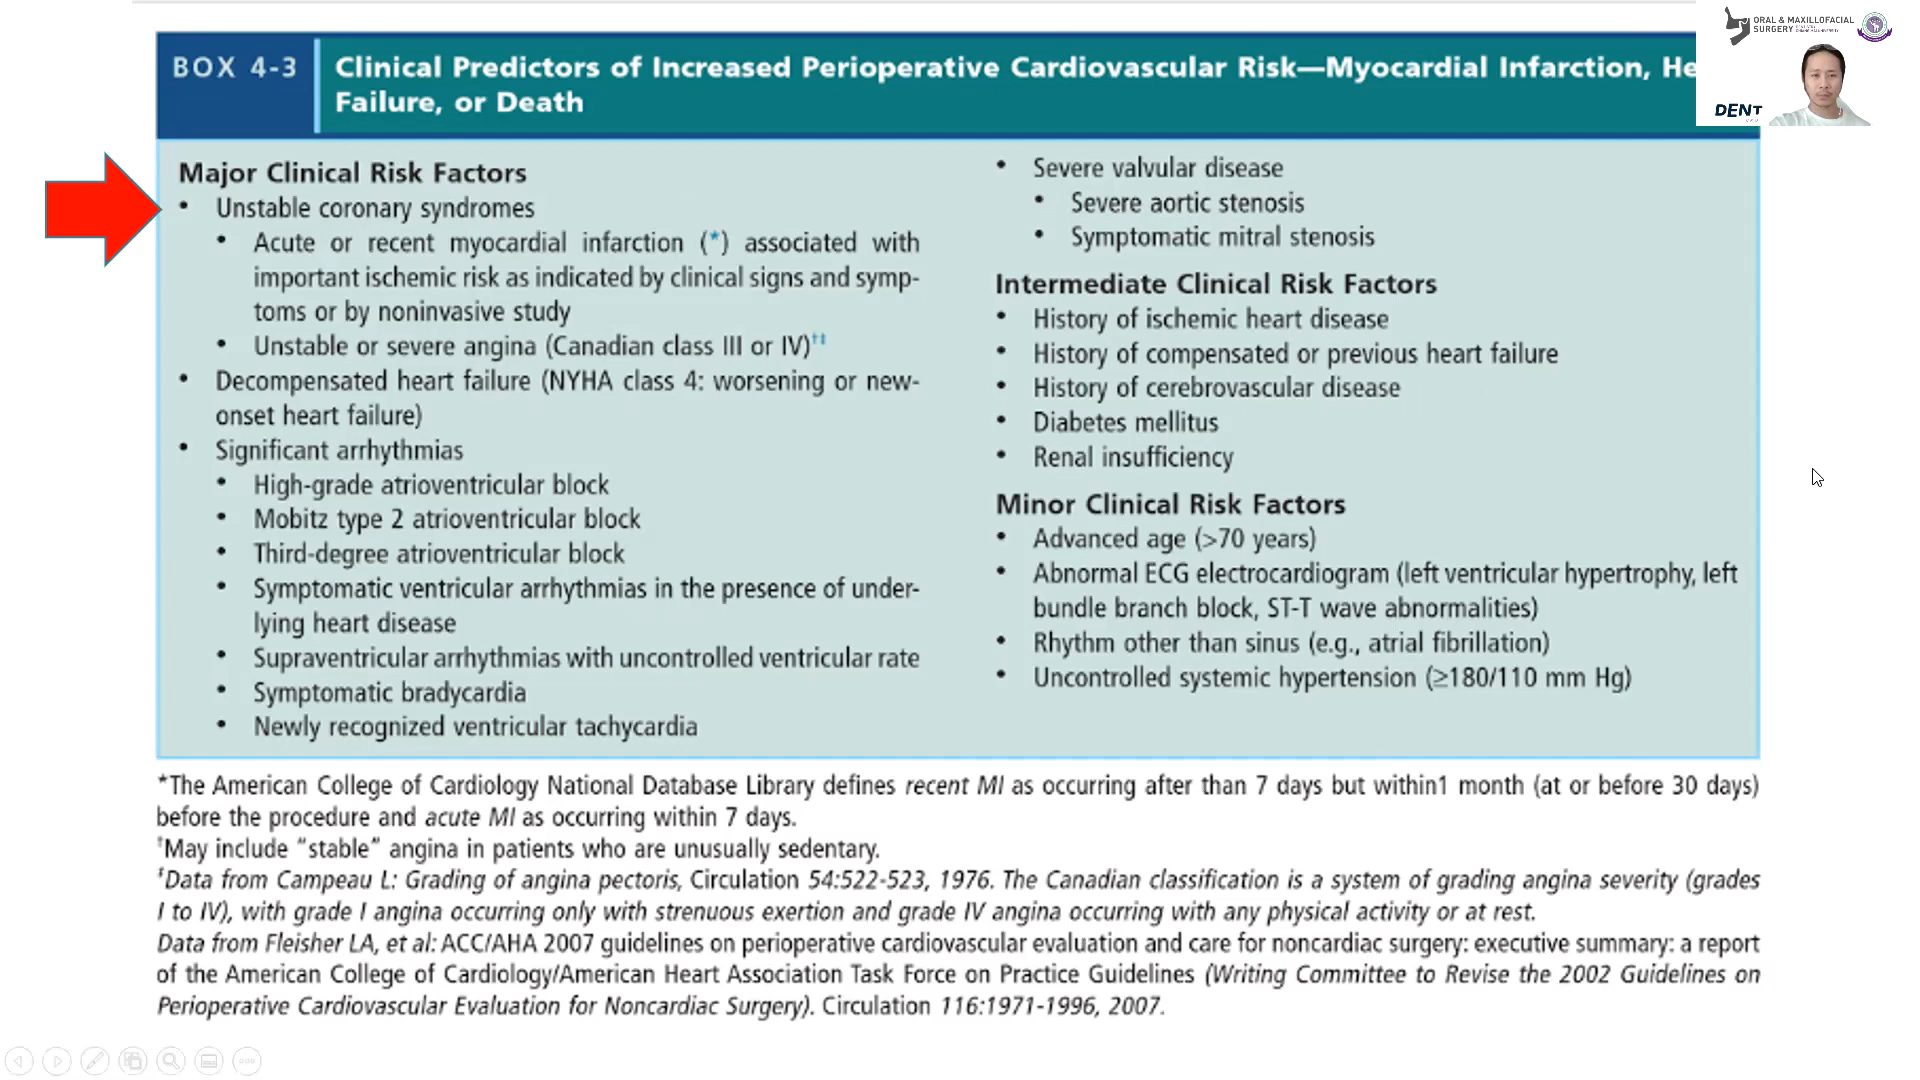 ORAL & MAXILLOFACIAL
SURGERY
DENT
BOX 4-3
Clinical Predictors of Increased Perioperative Cardiovascular Risk—Myocardial Infarction, He
Failure, or Death
Major Clinical Risk Factors
• Unstable coronary syndromes
• Acute or recent myocardial infarction (*) associated with
important ischemic risk as indicated by clinical signs and symp-
toms or by noninvasive study
• Unstable or severe angina (Canadian class III or IV)†‡
• Decompensated heart failure (NYHA class 4: worsening or new-
onset heart failure)
• Significant arrhythmias
• High-grade atrioventricular block
• Mobitz type 2 atrioventricular block
• Third-degree atrioventricular block
• Symptomatic ventricular arrhythmias in the presence of under-
lying heart disease
• Supraventricular arrhythmias with uncontrolled ventricular rate
• Symptomatic bradycardia
• Newly recognized ventricular tachycardia
• Severe valvular disease
• Severe aortic stenosis
• Symptomatic mitral stenosis
Intermediate Clinical Risk Factors
• History of ischemic heart disease
• History of compensated or previous heart failure
• History of cerebrovascular disease
• Diabetes mellitus
• Renal insufficiency
Minor Clinical Risk Factors
• Advanced age (>70 years)
• Abnormal ECG electrocardiogram (left ventricular hypertrophy, left
bundle branch block, ST-T wave abnormalities)
• Rhythm other than sinus (e.g., atrial fibrillation)
• Uncontrolled systemic hypertension (≥180/110 mm Hg)
*The American College of Cardiology National Database Library defines recent MI as occurring after than 7 days but within1 month (at or before 30 days)
before the procedure and acute MI as occurring within 7 days.
†May include “stable” angina in patients who are unusually sedentary.
‡Data from Campeau L: Grading of angina pectoris, Circulation 54:522-523, 1976. The Canadian classification is a system of grading angina severity (grades
I to IV), with grade I angina occurring only with strenuous exertion and grade IV angina occurring with any physical activity or at rest.
Data from Fleisher LA, et al: ACC/AHA 2007 guidelines on perioperative cardiovascular evaluation and care for noncardiac surgery: executive summary: a report
of the American College of Cardiology/American Heart Association Task Force on Practice Guidelines (Writing Committee to Revise the 2002 Guidelines on
Perioperative Cardiovascular Evaluation for Noncardiac Surgery). Circulation 116:1971-1996, 2007.